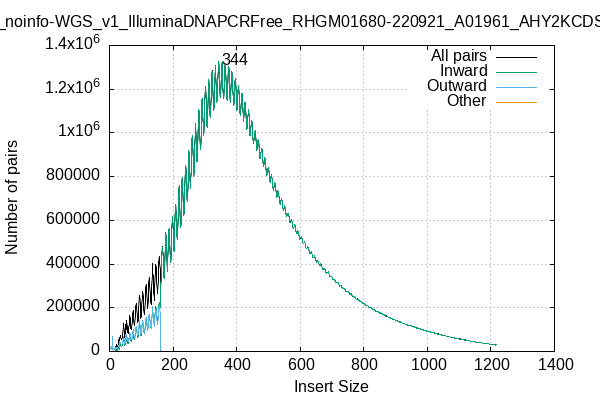 _noinfo-WGS_v1_IlluminaDNAPCRFree_RHGM01680-220921_A01961_AHY2KCDS
1.4x10^6
1.2x10^6
1x10^6
800000
600000
400000
200000
0
Number of pairs
344
All pairs
Inward
Outward
Other
0 200 400 600 800 1000 1200 1400
Insert Size